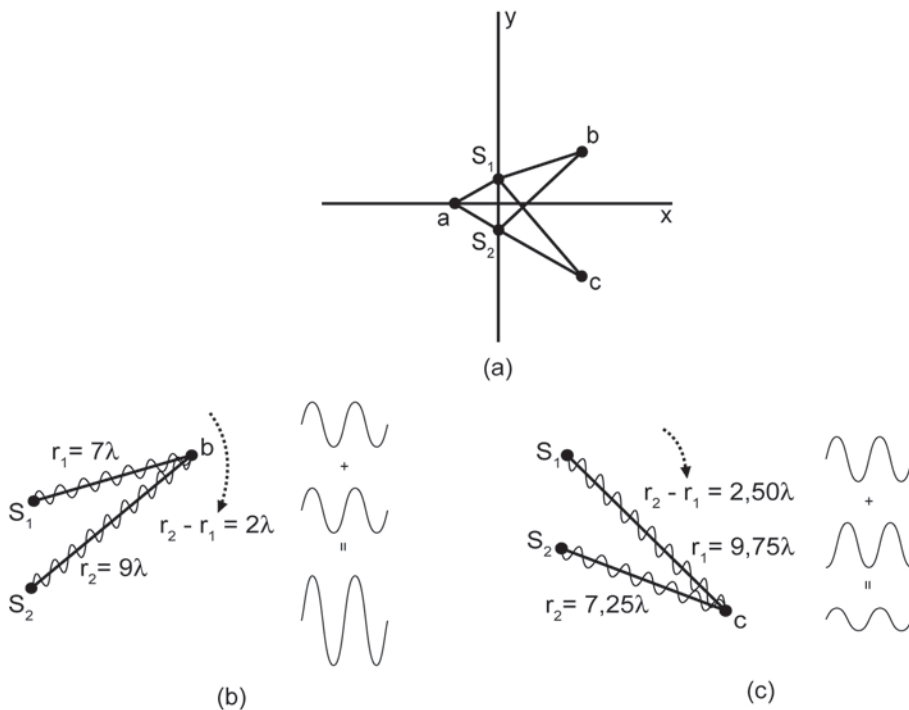 y
b
S₁
a
x
S₂
c
(a)
b
r₁= 7λ
S₁
r₂ - r₁ = 2λ
r₂= 9λ
S₂
+
=
(b)
S₁
r₂ - r₁ = 2,50λ
S₂
r₁= 9,75λ
r₂= 7,25λ
c
+
=
(c)